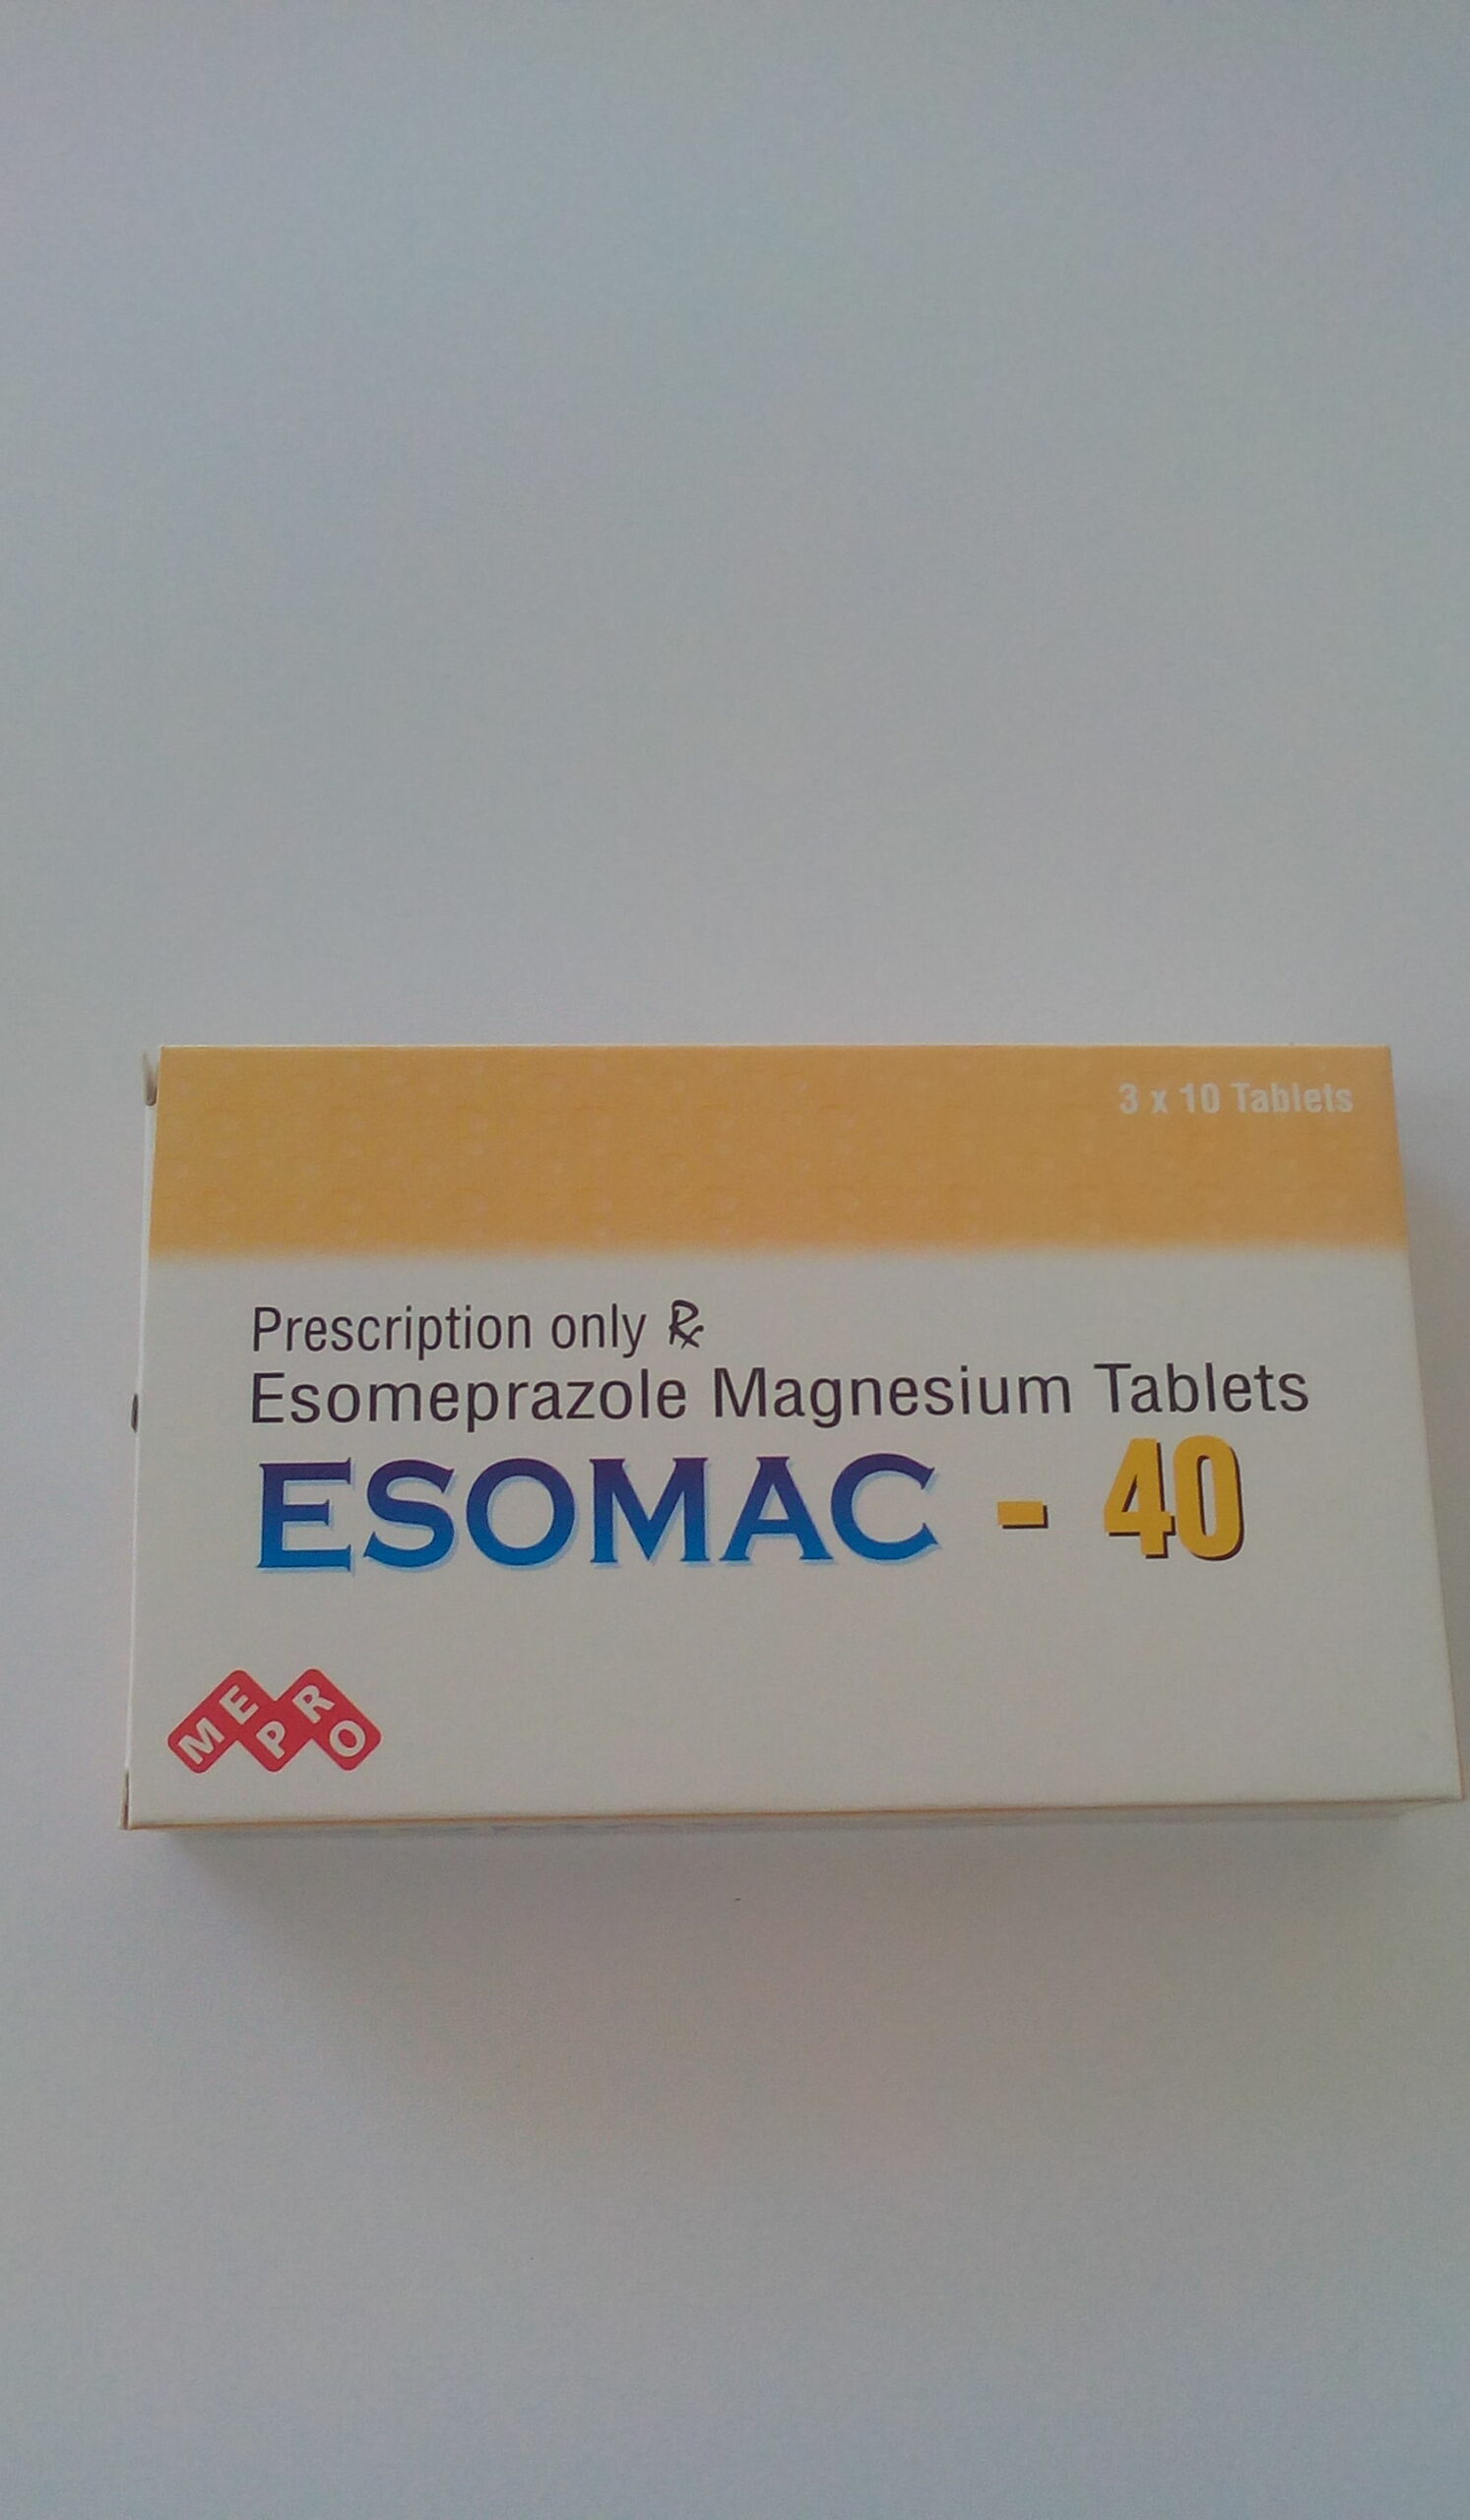 3 x 10 Tablets
Prescription only ℞
Esomeprazole Magnesium Tablets
ESOMAC - 40
MEPRO